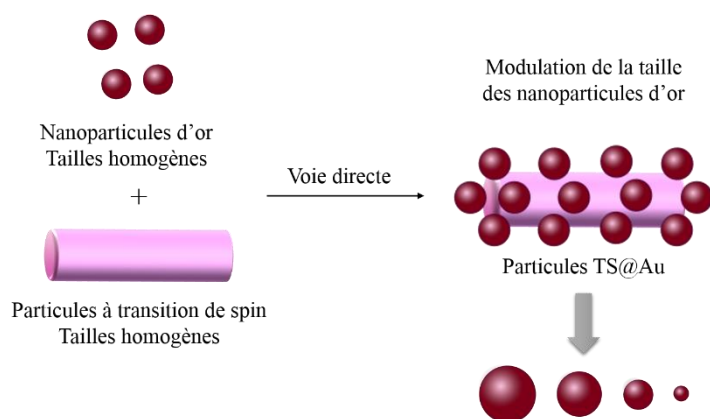 Nanoparticules d’or
Tailles homogènes
+
Particules à transition de spin
Tailles homogènes
Voie directe
Modulation de la taille
des nanoparticules d’or
Particules TS@Au